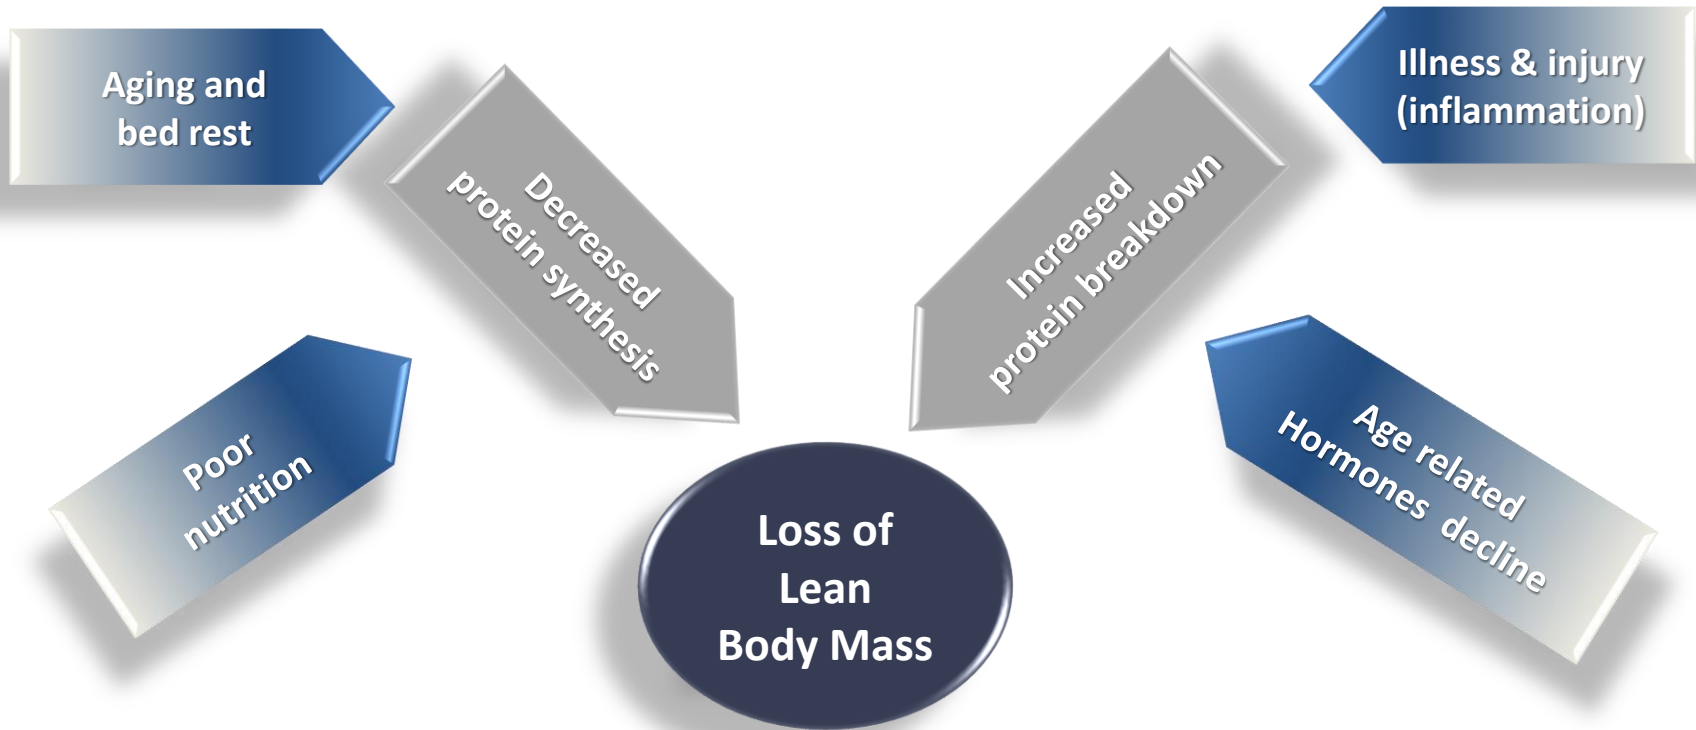 Aging and
bed rest
Decreased
protein synthesis
Increased
protein breakdown
Illness & injury
(inflammation)
Poor
nutrition
Age related
Hormones  decline
Loss of
Lean
Body Mass